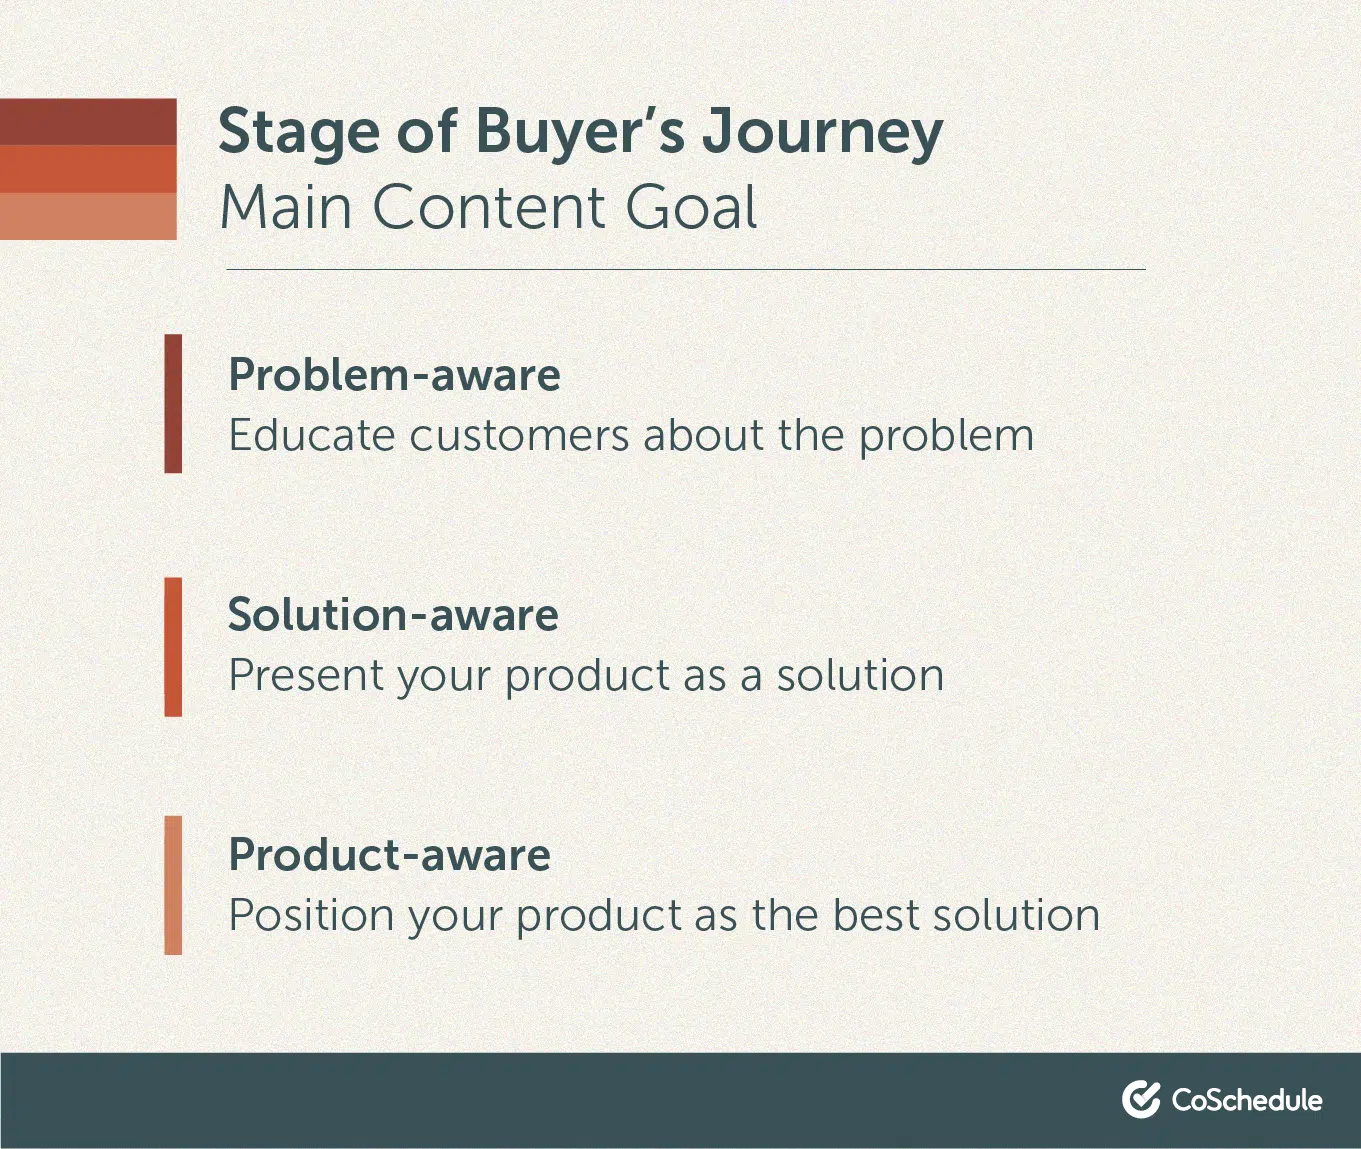 Stage of Buyer’s Journey
Main Content Goal
Problem-aware
Educate customers about the problem
Solution-aware
Present your product as a solution
Product-aware
Position your product as the best solution
CoSchedule